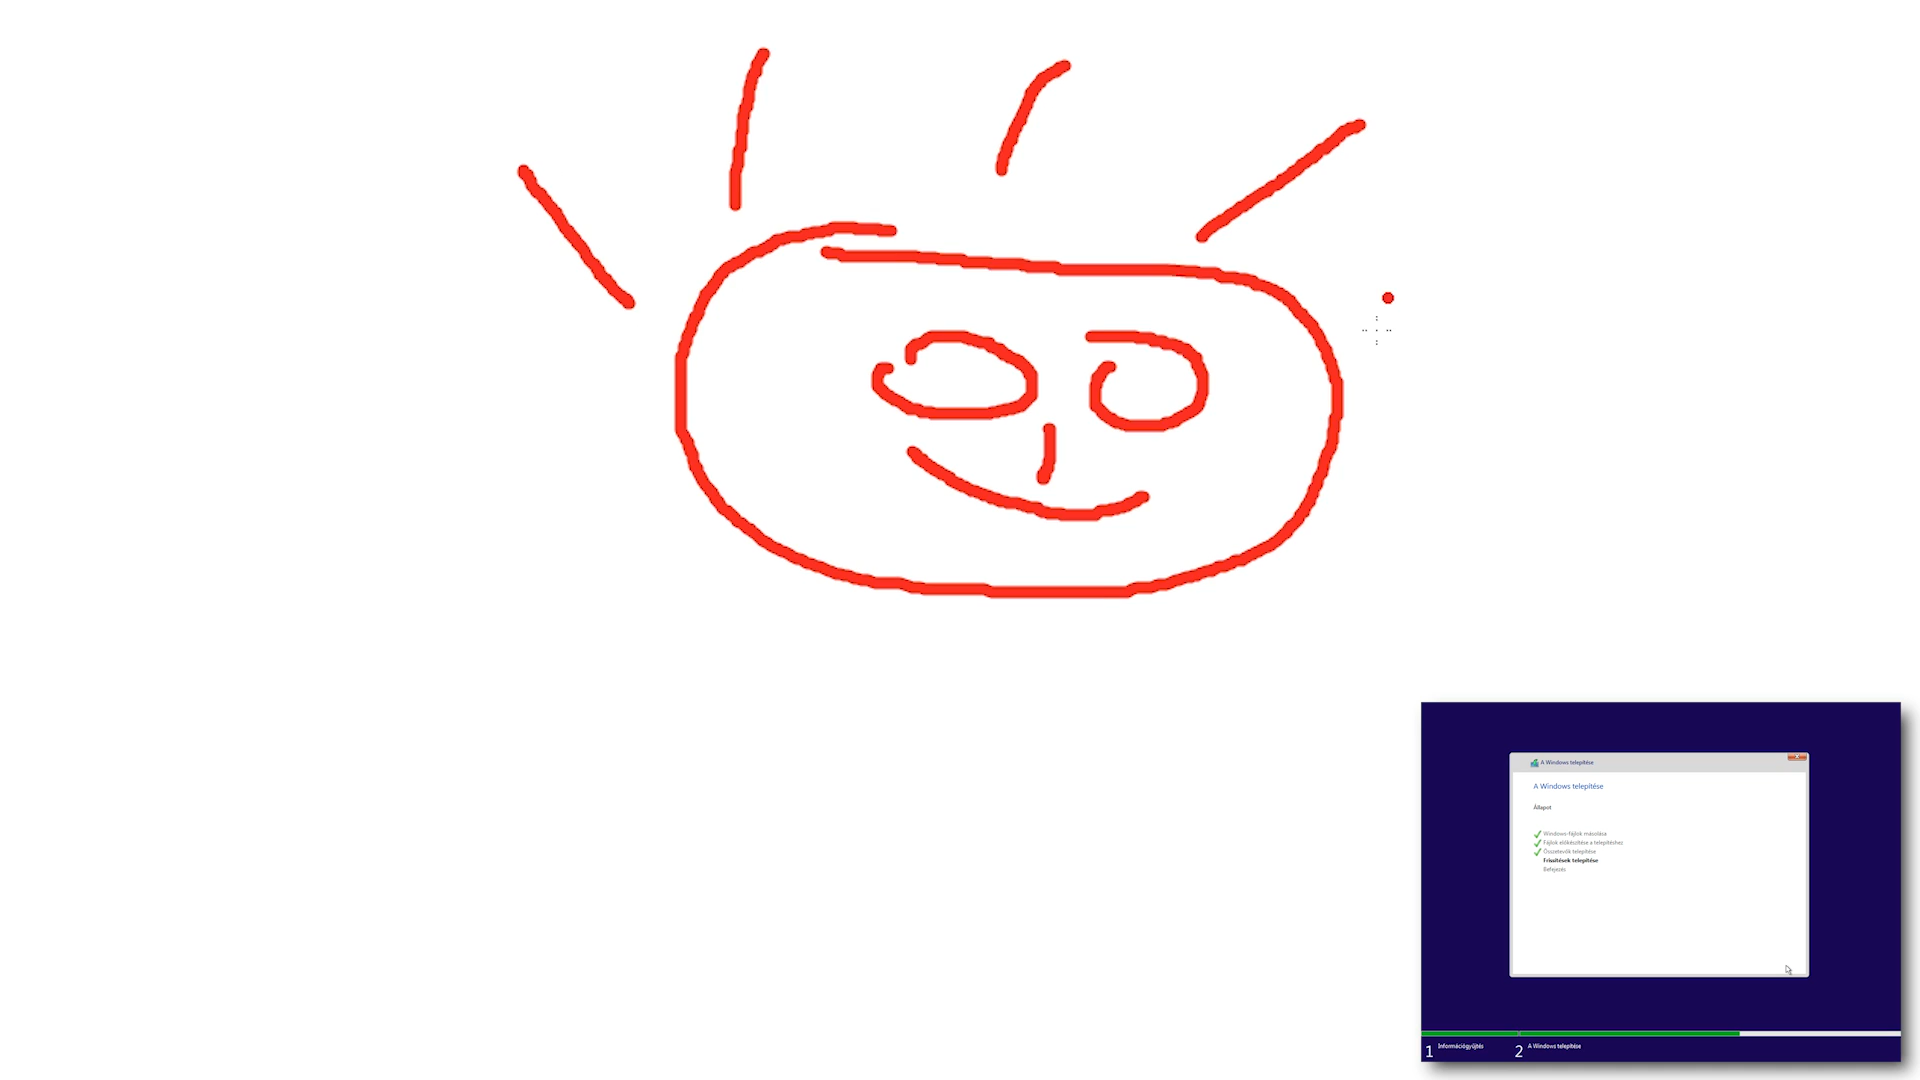 A Windows telepítése
A Windows telepítése
Állapot
Windows-fájlok másolása
Fájlok előkészítése a telepítéshez
Összetevők telepítése
Frissítések telepítése
Befejezés
1 Információgyűjtés 2 A Windows telepítése